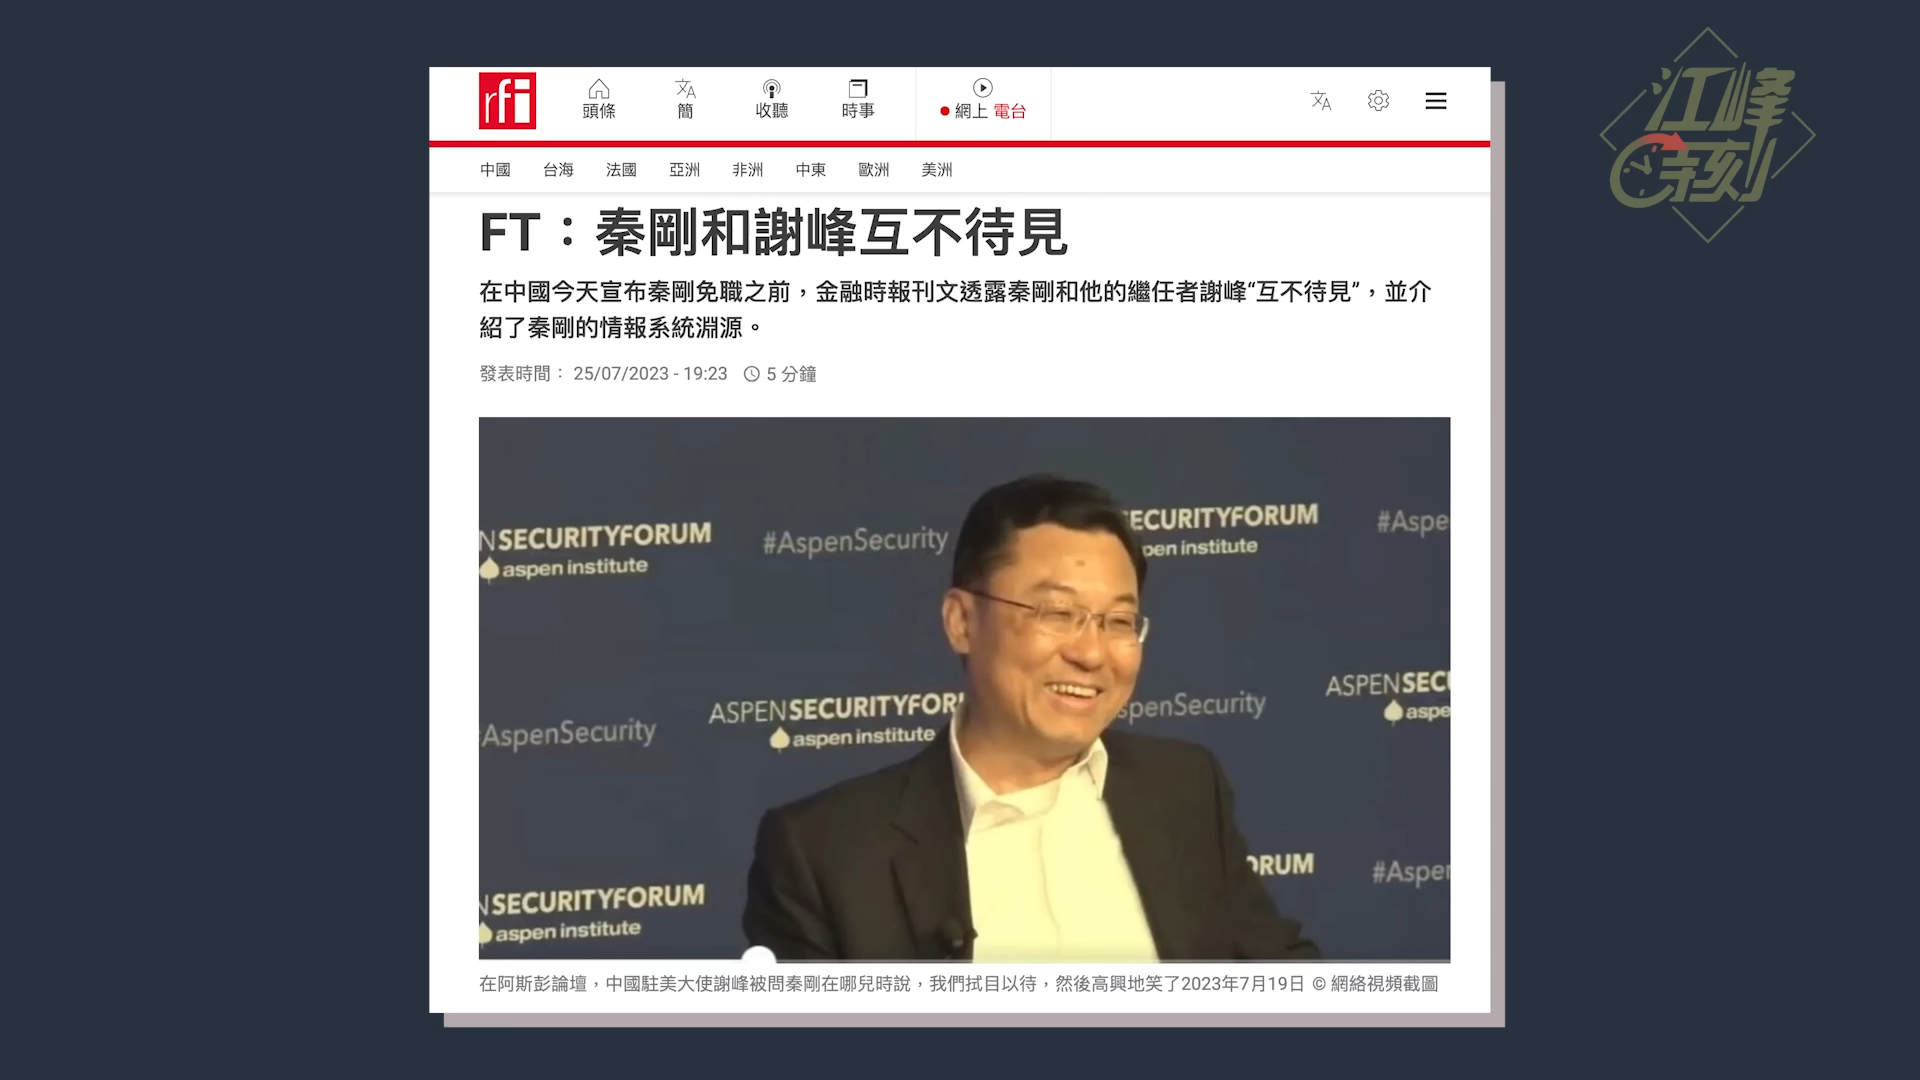 江峰
時刻
rfi
頭條
簡
收聽
時事
網上 電台
中國 台海 法國 亞洲 非洲 中東 歐洲 美洲
FT：秦剛和謝峰互不待見
在中國今天宣布秦剛免職之前，金融時報刊文透露秦剛和他的繼任者謝峰“互不待見”，並介
紹了秦剛的情報系統淵源。
發表時間： 25/07/2023 - 19:23 5 分鐘
NSECURITYFORUM
aspen institute
#AspenSecurity
ECURITYFORUM
pen institute
#Aspe
AspenSecurity
ASPENSECURITYFOR
aspen institute
spenSecurity
ASPENSECU
aspe
NSECURITYFORUM
aspen institute
ORUM
#Aspen
在阿斯彭論壇，中國駐美大使謝峰被問秦剛在哪兒時說，我們拭目以待，然後高興地笑了2023年7月19日 © 網絡視頻截圖